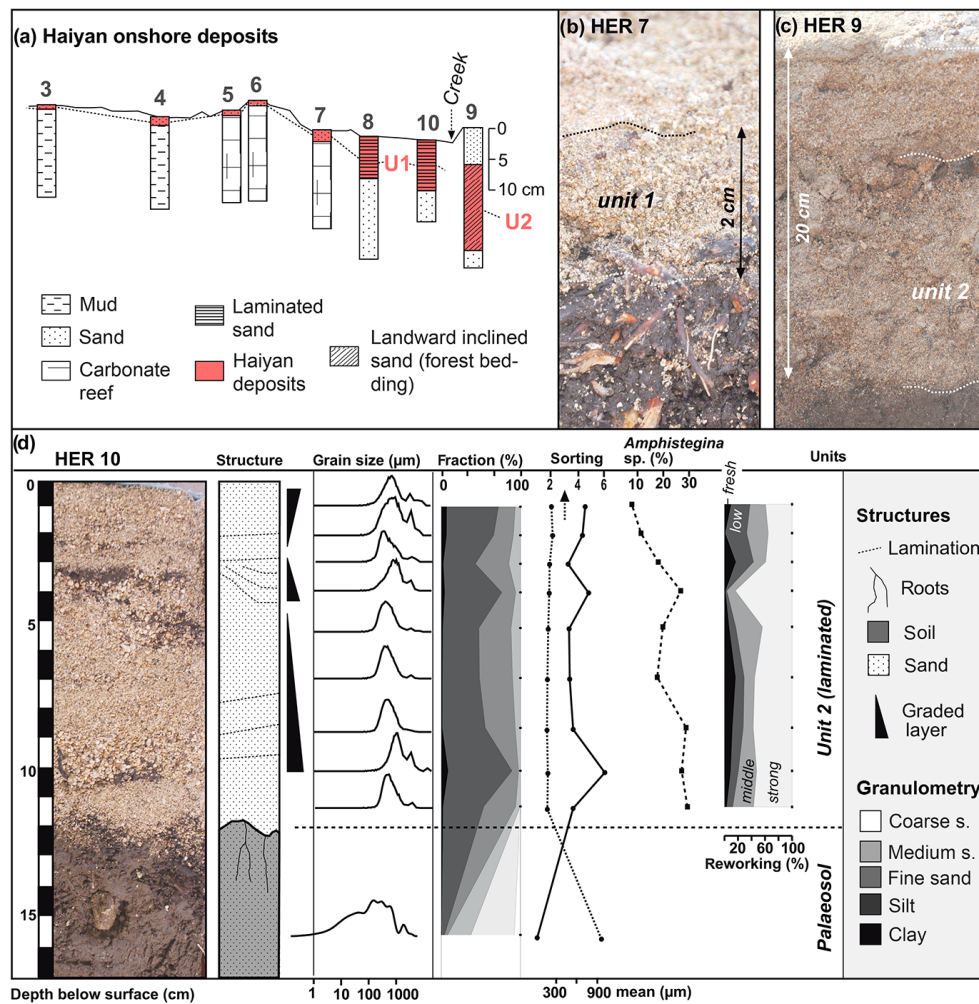 (a) Haiyan onshore deposits
3
4
5
6
7
8
10
Creek
9
0
5
10 cm
U1
U2
Mud
Sand
Carbonate
reef
Laminated
sand
Haiyan
deposits
Landward inclined
sand (forest bed-
ding)
(b) HER 7
unit 1
2 cm
(c) HER 9
20 cm
unit 2
(d)
HER 10
Structure
Grain size (µm)
Fraction (%)
0 100
Sorting
2 4 6
Amphistegina
sp. (%)
10 20 30
fresh
low
middle
strong
Units
0
5
10
15
Unit 2 (laminated)
Palaeosol
20 60 100
Reworking (%)
Depth below surface (cm)
1 10 100 1000
300 900 mean (µm)
Structures
Lamination
Roots
Soil
Sand
Graded
layer
Granulometry
Coarse s.
Medium s.
Fine sand
Silt
Clay